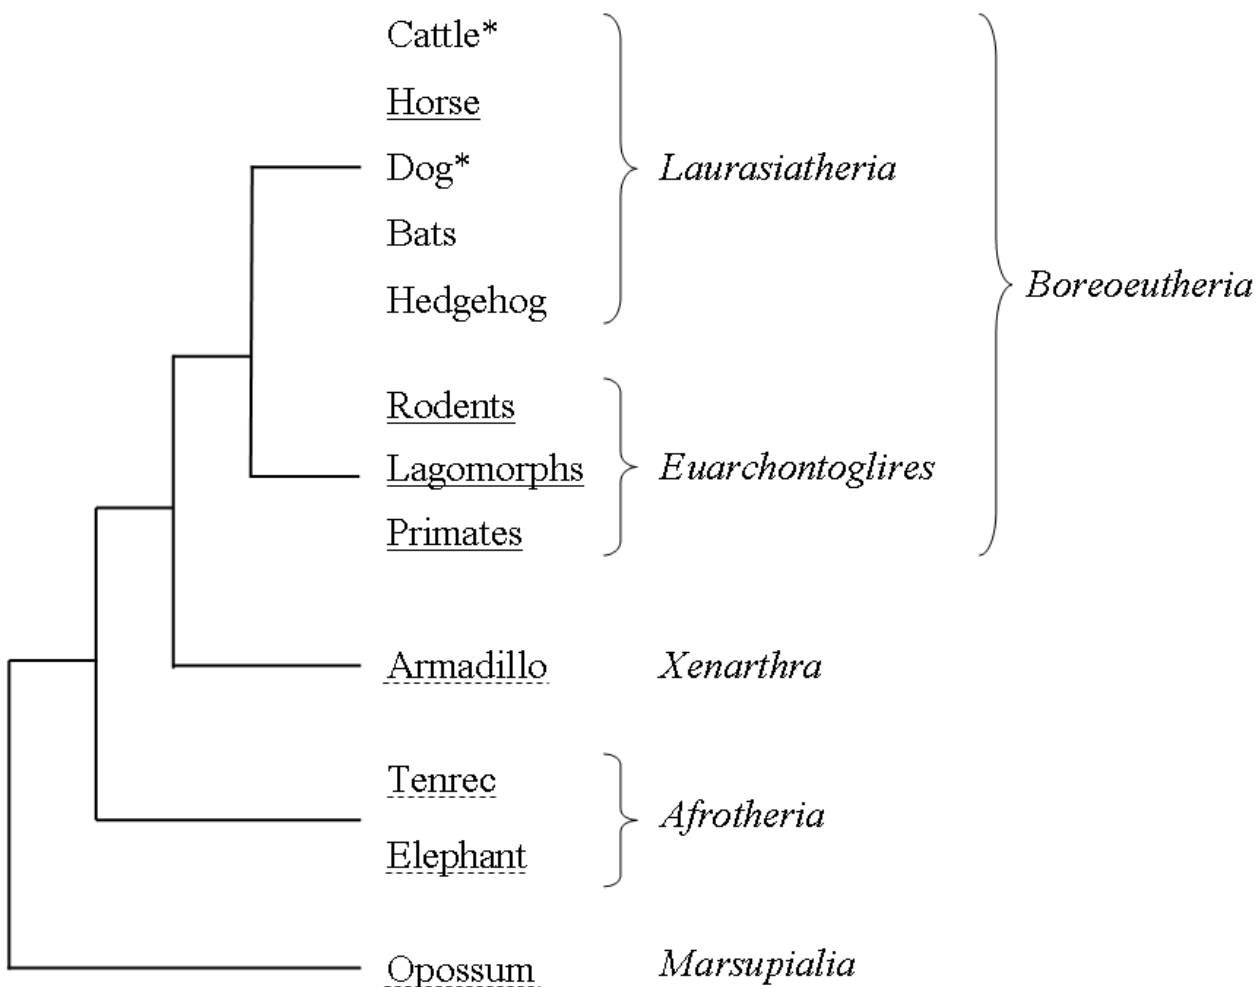 Cattle*
Horse
Dog*
Laurasiatheria
Bats
Hedgehog
Boreoeutheria
Rodents
Lagomorphs
Euarchontoglires
Primates
Armadillo
Xenarthra
Tenrec
Afrotheria
Elephant
Opossum
Marsupialia